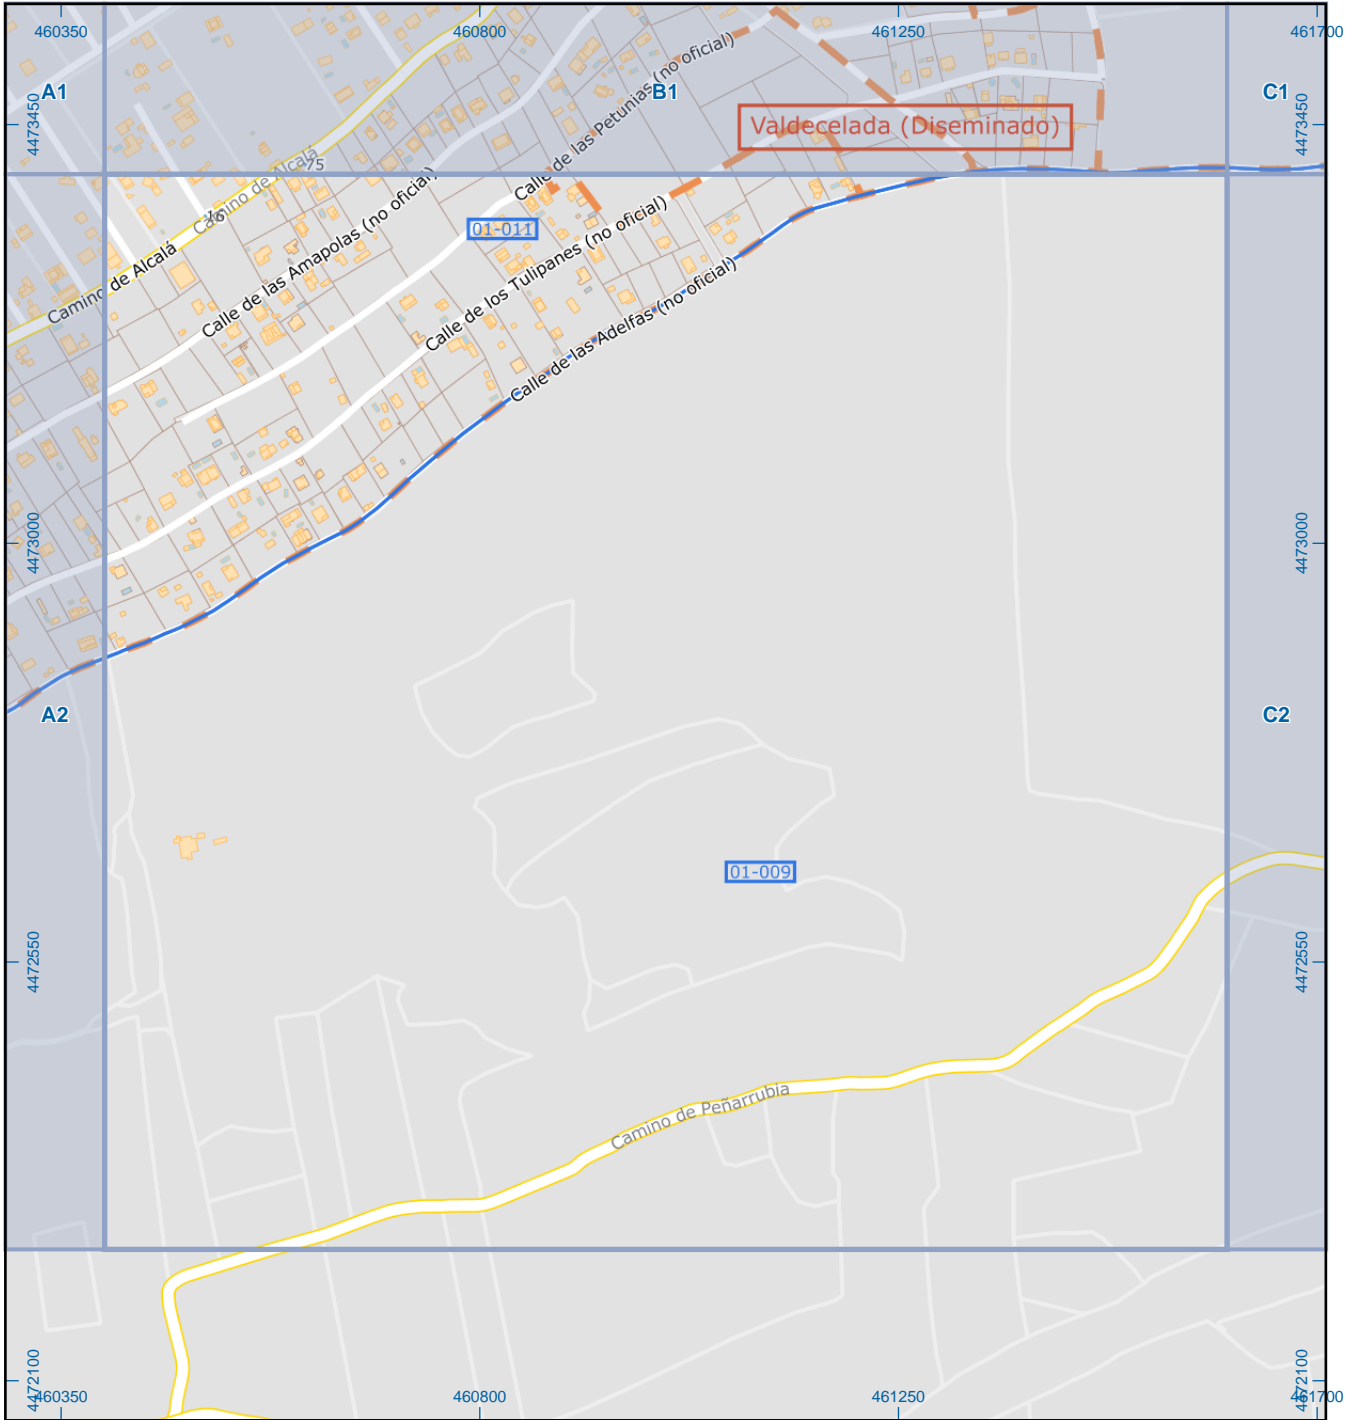 460350
460800
461250
461700
A1
B1
C1
4473450
4473450
Valdecelada (Diseminado)
Calle de las Petunias (no oficial)
Camino de Alcalá
75
16
Camino de Alcalá
Calle de las Amapolas (no oficial)
01-011
Calle de los Tulipanes (no oficial)
Calle de las Adelfas (no oficial)
4473000
4473000
A2
C2
01-009
4472550
4472550
Camino de Peñarrubia
4472100
4472100
460350
460800
461250
461700